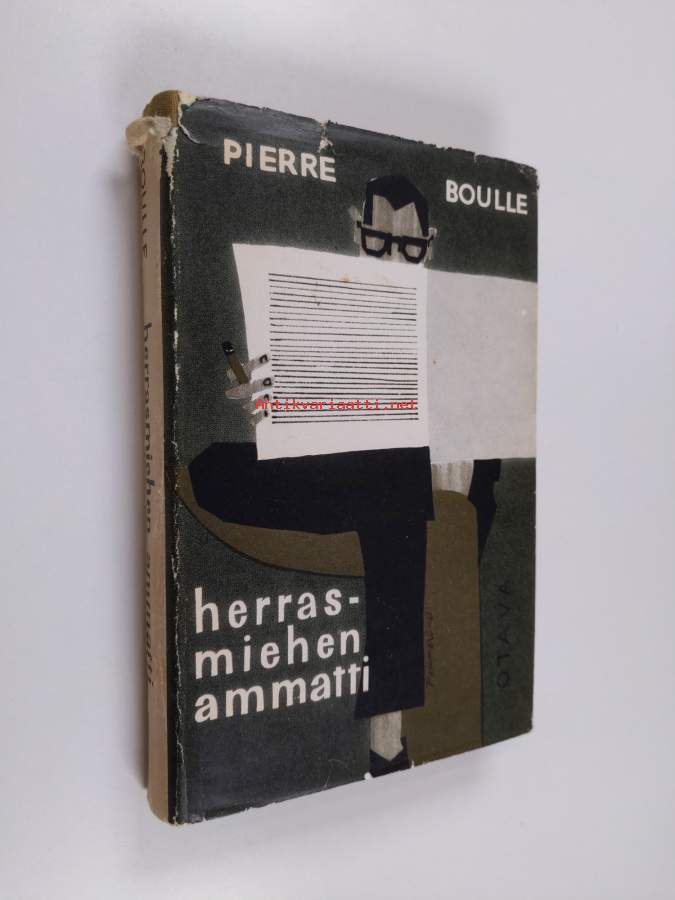 PIERRE BOULLE
Antikvariaatti.net
herras-
miehen
ammatti
OTAVA
BOULLE
herrasmiehen ammatti